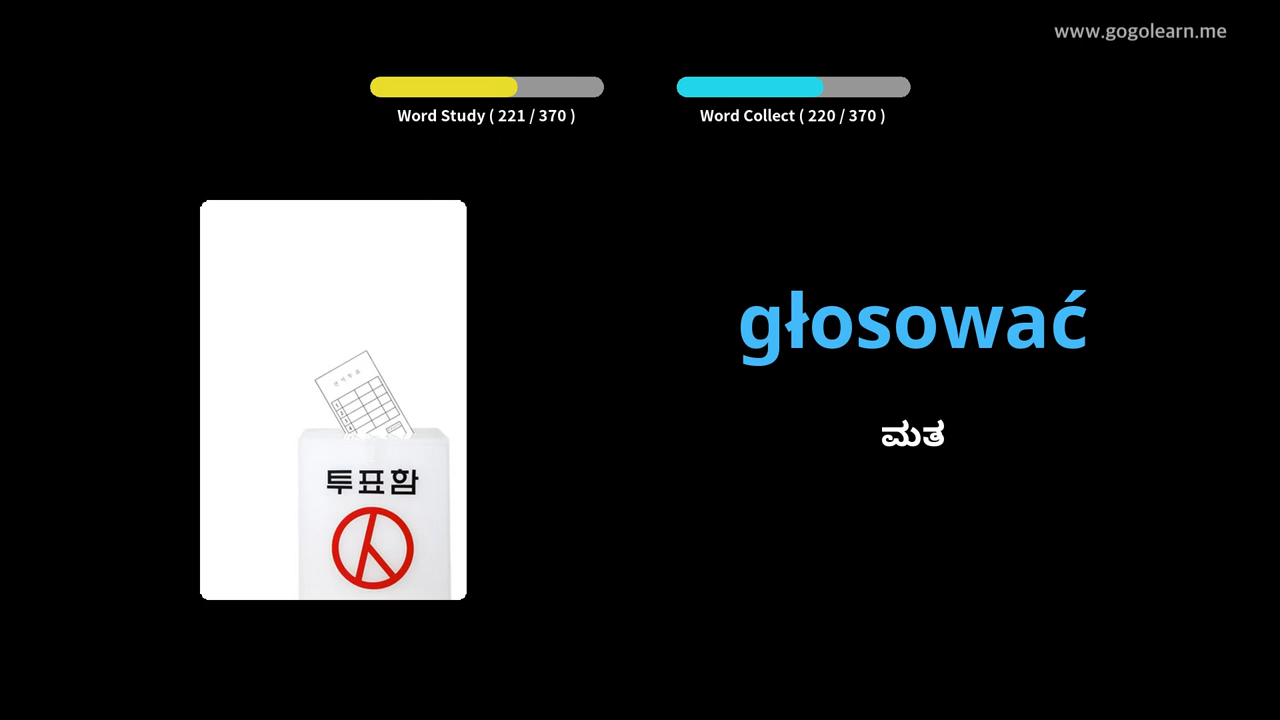 www.gogolearn.me
Word Study ( 221 / 370 )
Word Collect ( 220 / 370 )
głosować
ಮತ
투표함